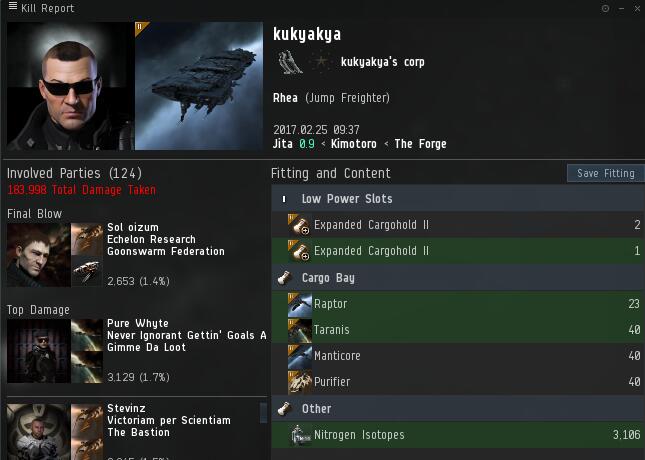 Kill Report
kukyakya
kukyakya's corp
Rhea (Jump Freighter)
2017.02.25 09:37
Jita 0.9 < Kimotoro < The Forge
Involved Parties (124)
183,998 Total Damage Taken
Final Blow
Sol oizum
Echelon Research
Goonswarm Federation
2,653 (1.4%)
Top Damage
Pure Whyte
Never Ignorant Gettin' Goals A
Gimme Da Loot
3,129 (1.7%)
Stevinz
Victoriam per Scientiam
The Bastion
Fitting and Content
Save Fitting
Low Power Slots
Expanded Cargohold II 2
Expanded Cargohold II 1
Cargo Bay
Raptor 23
Taranis 40
Manticore 40
Purifier 40
Other
Nitrogen Isotopes 3,106